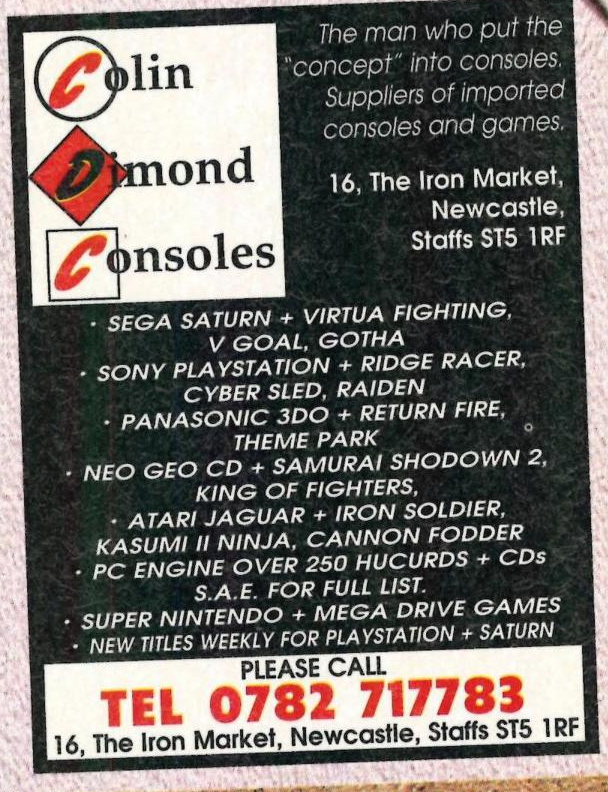 Colin
Dimond
Consoles
The man who put the
"concept" into consoles.
Suppliers of imported
consoles and games.
16, The Iron Market,
Newcastle,
Staffs ST5 1RF
· SEGA SATURN + VIRTUA FIGHTING,
V GOAL, GOTHA
· SONY PLAYSTATION + RIDGE RACER,
CYBER SLED, RAIDEN
· PANASONIC 3DO + RETURN FIRE,
THEME PARK
· NEO GEO CD + SAMURAI SHODOWN 2,
KING OF FIGHTERS,
· ATARI JAGUAR + IRON SOLDIER,
KASUMI II NINJA, CANNON FODDER
· PC ENGINE OVER 250 HUCURDS + CDs
S.A.E. FOR FULL LIST.
· SUPER NINTENDO + MEGA DRIVE GAMES
· NEW TITLES WEEKLY FOR PLAYSTATION + SATURN
PLEASE CALL
TEL 0782 717783
16, The Iron Market, Newcastle, Staffs ST5 1RF